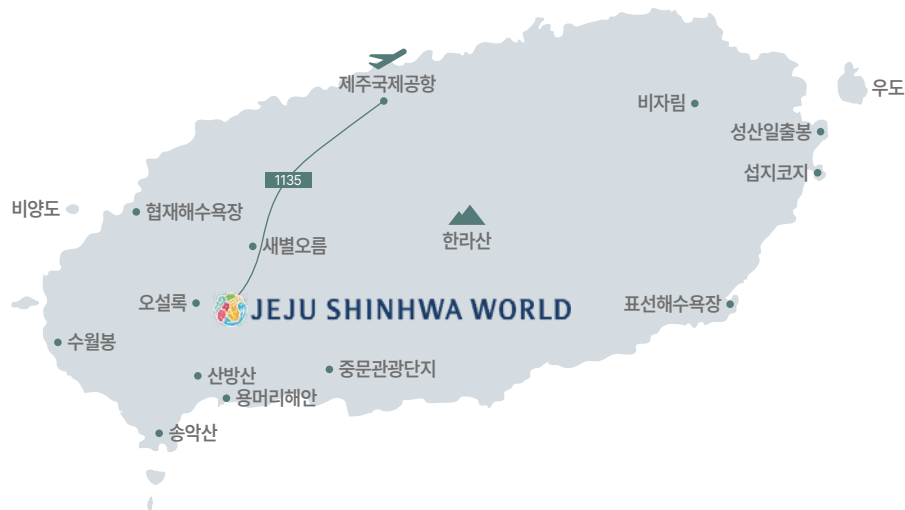 제주국제공항
우도
비자림
성산일출봉
섭지코지
1135
비양도
협재해수욕장
한라산
새별오름
오설록
JEJU SHINHWA WORLD
표선해수욕장
수월봉
산방산
중문관광단지
용머리해안
송악산